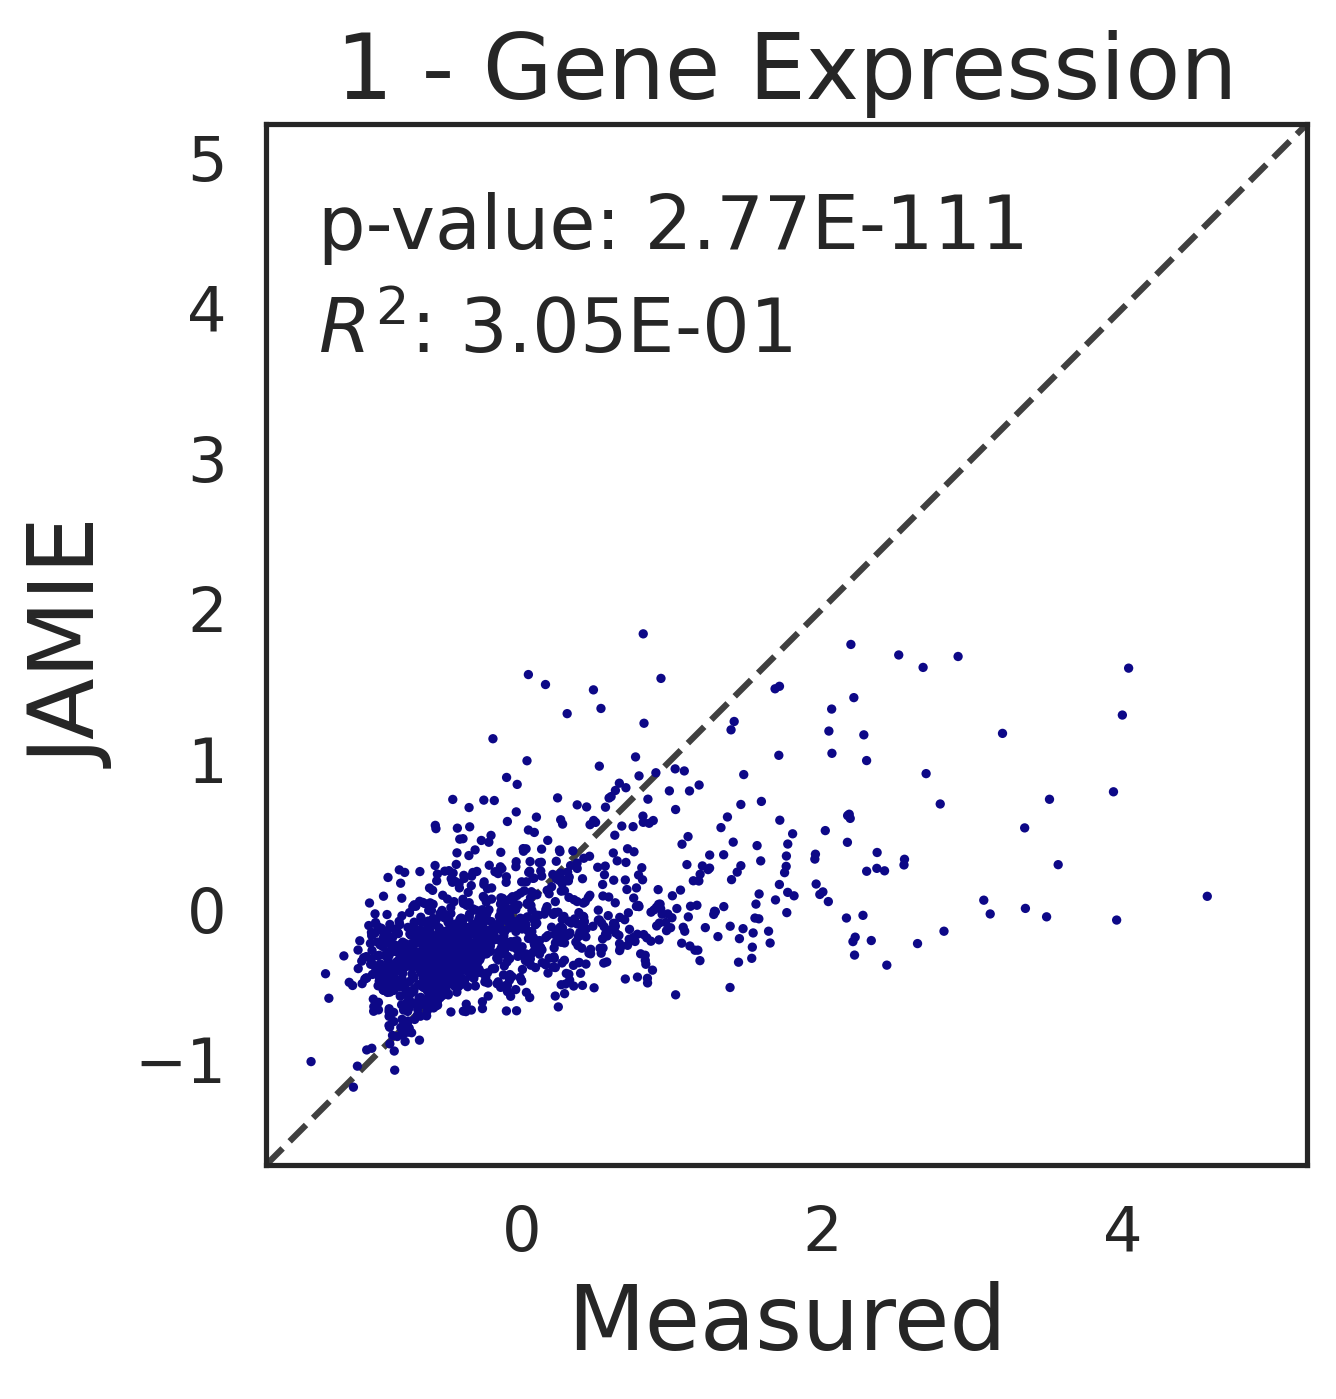 1 - Gene Expression
p-value: 2.77E-111
R²: 3.05E-01
5
4
3
2
1
0
−1
JAMIE
0 2 4
Measured